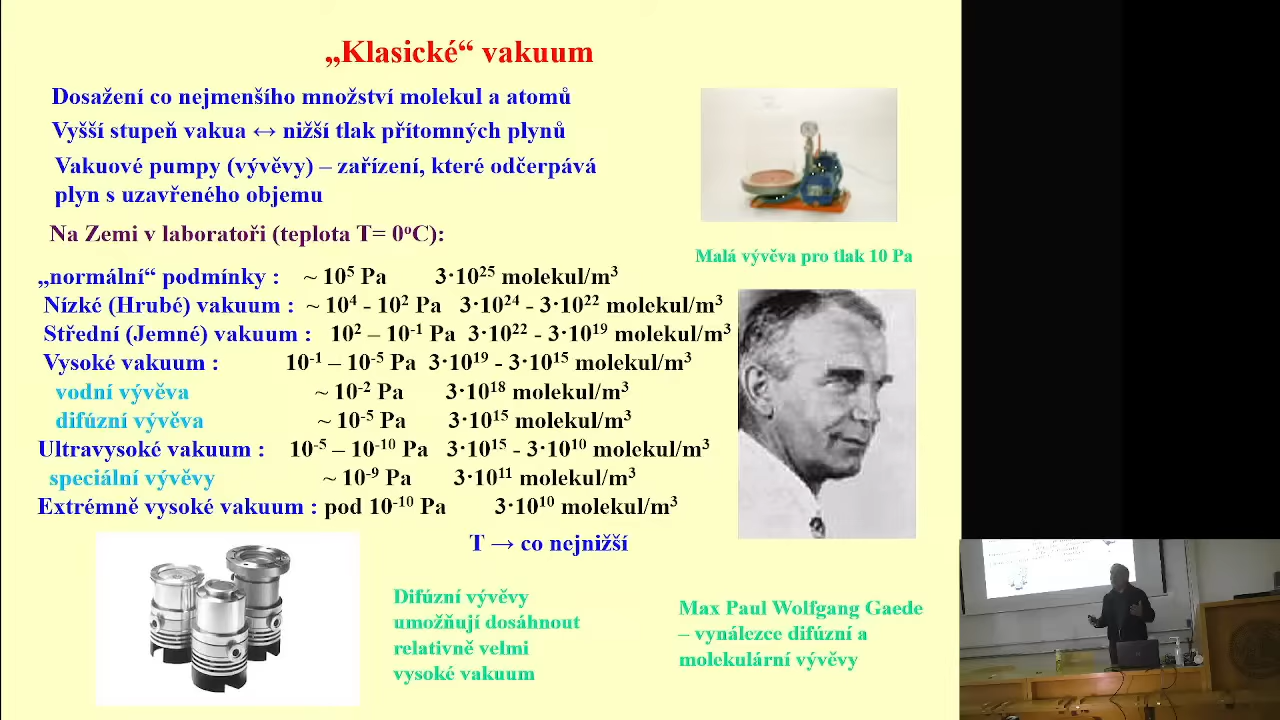 „Klasické“ vakuum
Dosažení co nejmenšího množství molekul a atomů
Vyšší stupeň vakua ↔ nižší tlak přítomných plynů
Vakuové pumpy (vývěvy) – zařízení, které odčerpává
plyn s uzavřeného objemu
Na Zemi v laboratoři (teplota T= 0°C):
Malá vývěva pro tlak 10 Pa
„normální“ podmínky : ~ 10⁵ Pa 3·10²⁵ molekul/m³
Nízké (Hrubé) vakuum : ~ 10⁴ - 10² Pa 3·10²⁴ - 3·10²² molekul/m³
Střední (Jemné) vakuum : 10² – 10⁻¹ Pa 3·10²² - 3·10¹⁹ molekul/m³
Vysoké vakuum : 10⁻¹ – 10⁻⁵ Pa 3·10¹⁹ - 3·10¹⁵ molekul/m³
vodní vývěva ~ 10⁻² Pa 3·10¹⁸ molekul/m³
difúzní vývěva ~ 10⁻⁵ Pa 3·10¹⁵ molekul/m³
Ultravysoké vakuum : 10⁻⁵ – 10⁻¹⁰ Pa 3·10¹⁵ - 3·10¹⁰ molekul/m³
speciální vývěvy ~ 10⁻⁹ Pa 3·10¹¹ molekul/m³
Extrémně vysoké vakuum : pod 10⁻¹⁰ Pa 3·10¹⁰ molekul/m³
T → co nejnižší
Difúzní vývěvy
umožňují dosáhnout
relativně velmi
vysoké vakuum
Max Paul Wolfgang Gaede
– vynálezce difúzní a
molekulární vývěvy